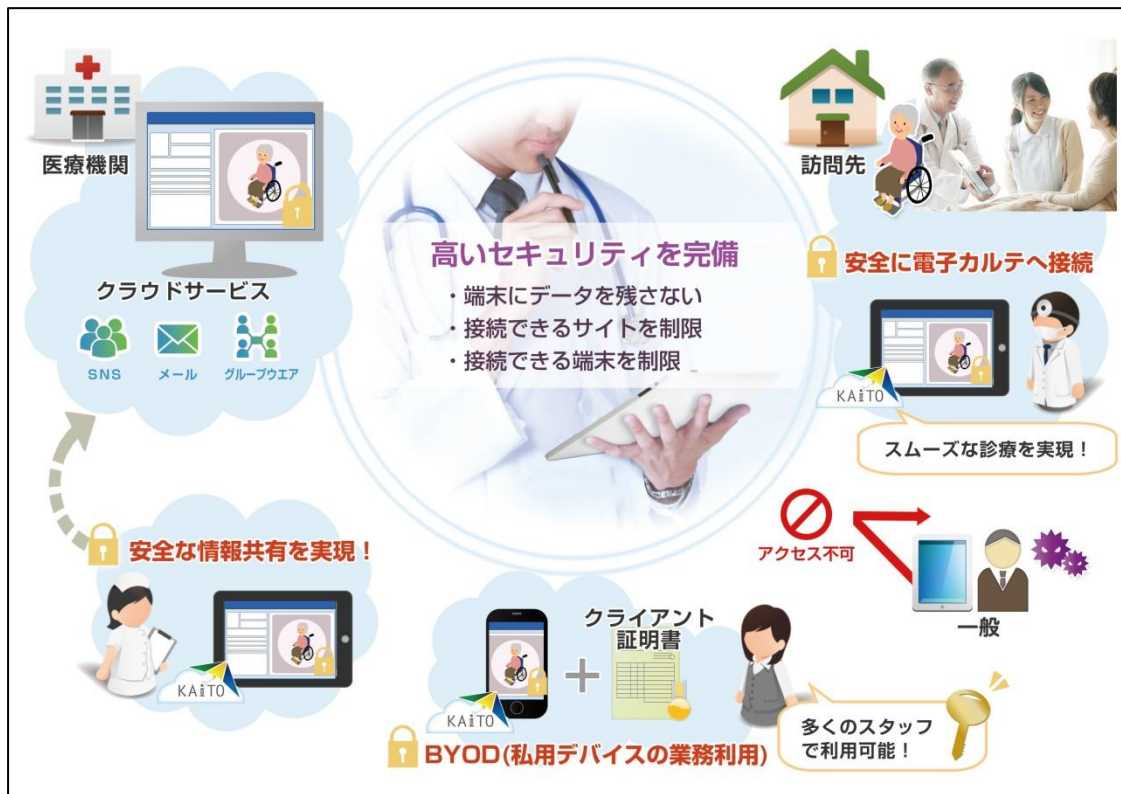 医療機関
クラウドサービス
SNS
メール
グループウエア
高いセキュリティを完備
・端末にデータを残さない
・接続できるサイトを制限
・接続できる端末を制限
訪問先
安全に電子カルテへ接続
KAiTO
スムーズな診療を実現！
安全な情報共有を実現！
KAiTO
クライアント
証明書
KAiTO
BYOD(私用デバイスの業務利用)
多くのスタッフ
で利用可能！
アクセス不可
一般